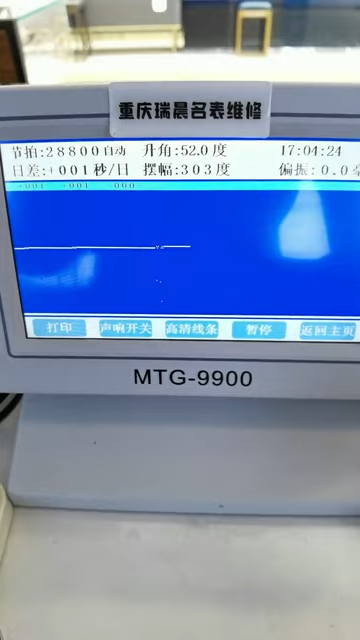 重庆瑞晨名表维修
节拍:28800自动 升角:52.0度 17:04:24
日差:+001秒/日 摆幅:303度 偏振:0.0
+001 +001 000
打印 声响开关 高清线条 暂停 返回主页
MTG-9900